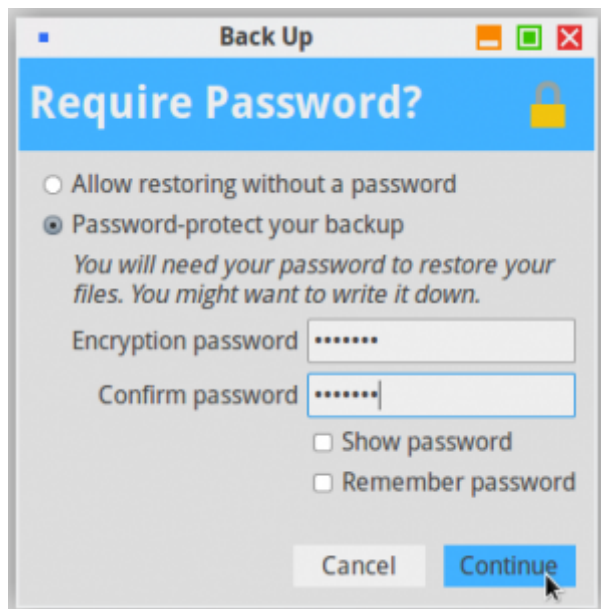 Back Up
Require Password?
Allow restoring without a password
Password-protect your backup
You will need your password to restore your
files. You might want to write it down.
Encryption password •••••••
Confirm password •••••••
Show password
Remember password
Cancel Continue